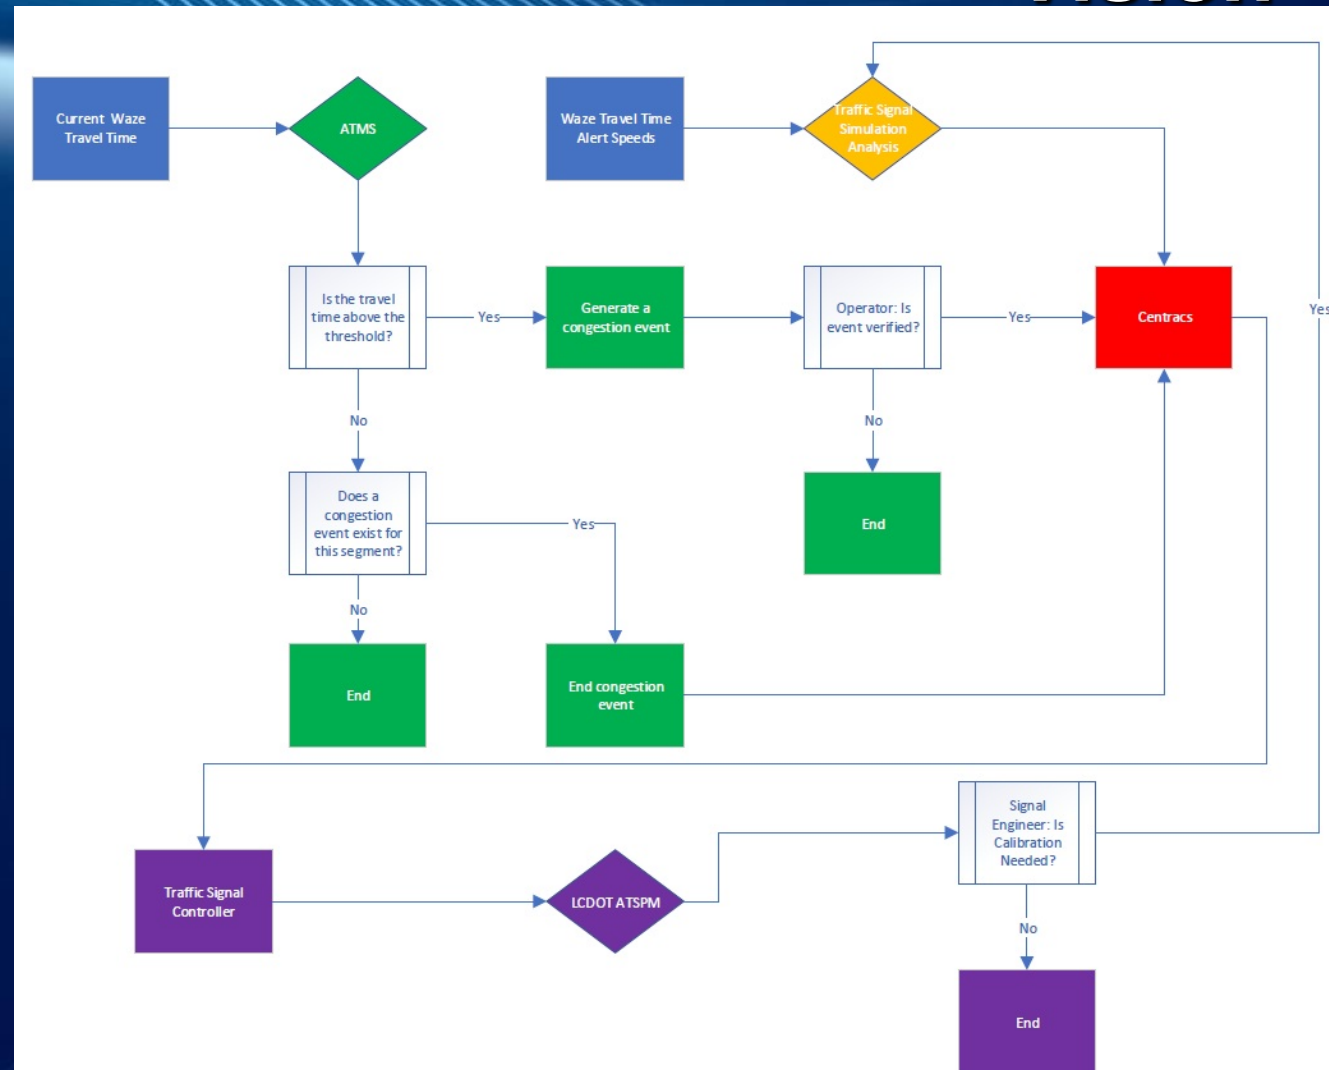 Current Waze
Travel Time
ATMS
Waze Travel Time
Alert Speeds
Traffic Signal
Simulation
Analysis
Is the travel
time above the
threshold?
Yes
Generate a
congestion event
Operator: Is
event verified?
Yes
Centracs
Yes
No
No
Does a
congestion
event exist for
this segment?
Yes
End
No
End
End congestion
event
Signal
Engineer: Is
Calibration
Needed?
Traffic Signal
Controller
LCDOT ATSPM
No
End